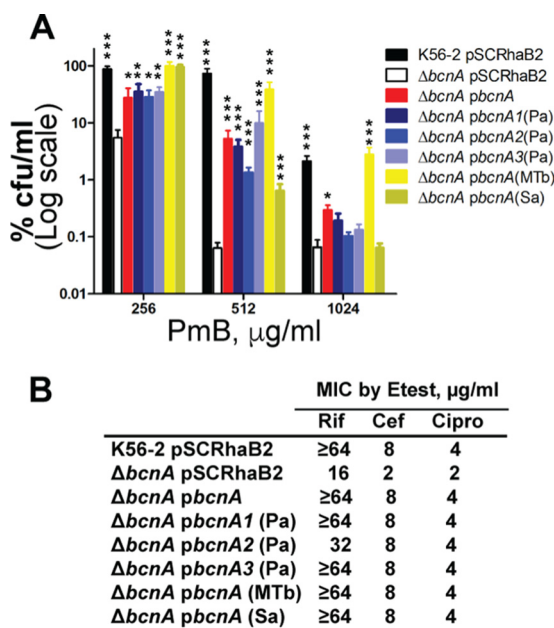 A
K56-2 pSCRhaB2
ΔbcnA pSCRhaB2
ΔbcnA pbcnA
ΔbcnA pbcnA1(Pa)
ΔbcnA pbcnA2(Pa)
ΔbcnA pbcnA3(Pa)
ΔbcnA pbcnA(MTb)
ΔbcnA pbcnA(Sa)
% cfu/ml
(Log scale)
100
10
1
0.1
0.01
*** ** ** ** ** *** ***
*** *** *** *** *** *** ***
*** * ***
256 512 1024
PmB, µg/ml
B
MIC by Etest, µg/ml
Rif Cef Cipro
K56-2 pSCRhaB2 ≥64 8 4
ΔbcnA pSCRhaB2 16 2 2
ΔbcnA pbcnA ≥64 8 4
ΔbcnA pbcnA1 (Pa) ≥64 8 4
ΔbcnA pbcnA2 (Pa) 32 8 4
ΔbcnA pbcnA3 (Pa) ≥64 8 4
ΔbcnA pbcnA (MTb) ≥64 8 4
ΔbcnA pbcnA (Sa) ≥64 8 4